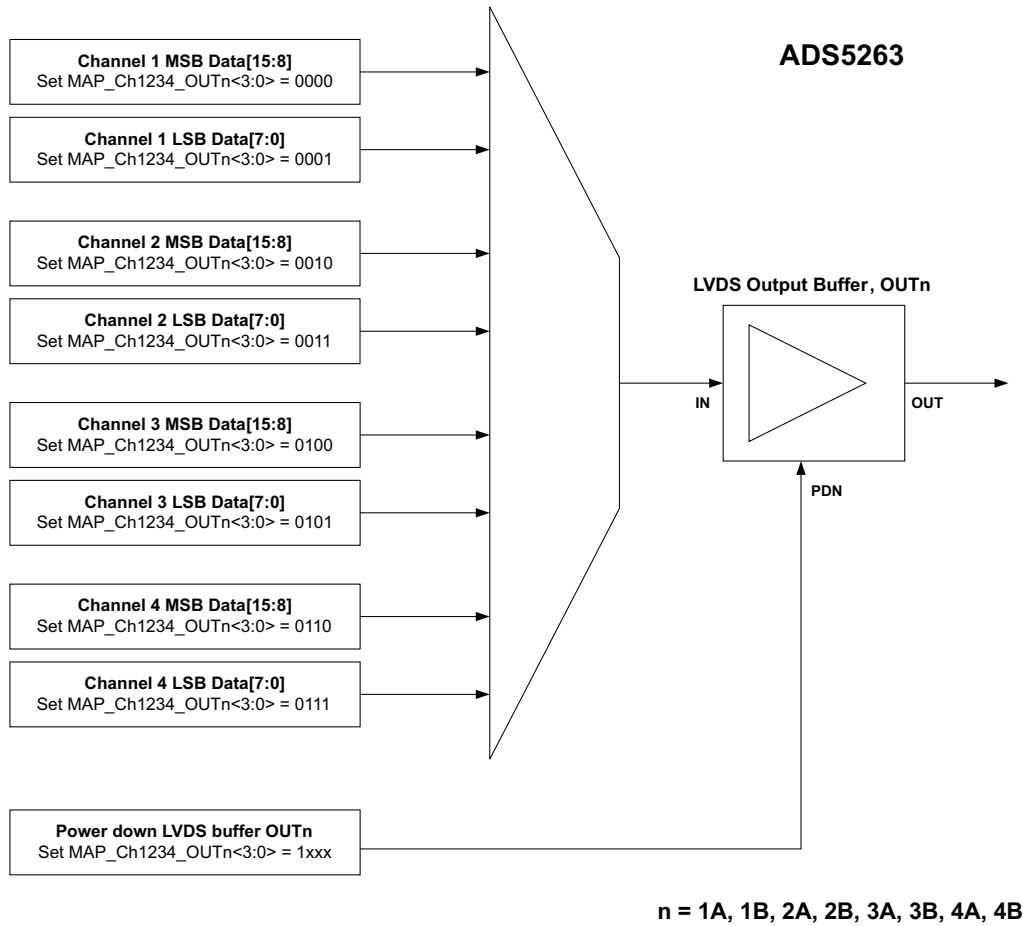 ADS5263
Channel 1 MSB Data[15:8]
Set MAP_Ch1234_OUTn<3:0> = 0000
Channel 1 LSB Data[7:0]
Set MAP_Ch1234_OUTn<3:0> = 0001
Channel 2 MSB Data[15:8]
Set MAP_Ch1234_OUTn<3:0> = 0010
Channel 2 LSB Data[7:0]
Set MAP_Ch1234_OUTn<3:0> = 0011
Channel 3 MSB Data[15:8]
Set MAP_Ch1234_OUTn<3:0> = 0100
Channel 3 LSB Data[7:0]
Set MAP_Ch1234_OUTn<3:0> = 0101
Channel 4 MSB Data[15:8]
Set MAP_Ch1234_OUTn<3:0> = 0110
Channel 4 LSB Data[7:0]
Set MAP_Ch1234_OUTn<3:0> = 0111
Power down LVDS buffer OUTn
Set MAP_Ch1234_OUTn<3:0> = 1xxx
LVDS Output Buffer, OUTn
IN
OUT
PDN
n = 1A, 1B, 2A, 2B, 3A, 3B, 4A, 4B